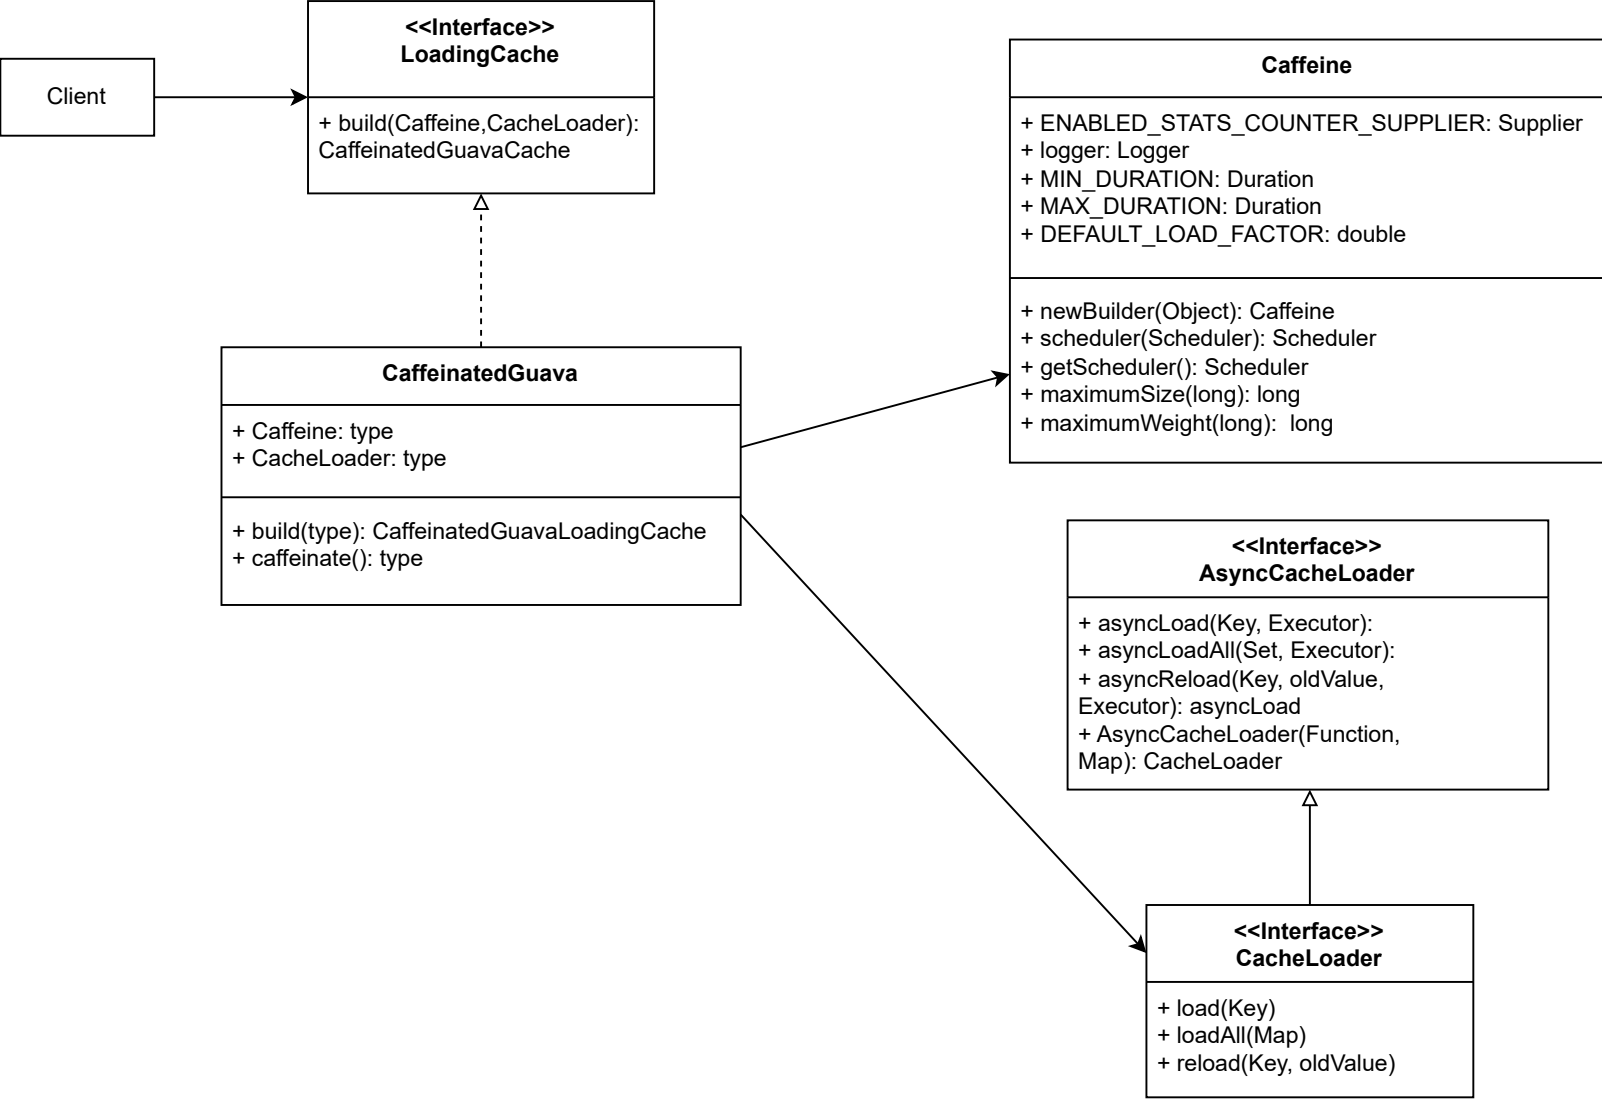 Client
<<Interface>>
LoadingCache
+ build(Caffeine,CacheLoader):
CaffeinatedGuavaCache
CaffeinatedGuava
+ Caffeine: type
+ CacheLoader: type
+ build(type): CaffeinatedGuavaLoadingCache
+ caffeinate(): type
Caffeine
+ ENABLED_STATS_COUNTER_SUPPLIER: Supplier
+ logger: Logger
+ MIN_DURATION: Duration
+ MAX_DURATION: Duration
+ DEFAULT_LOAD_FACTOR: double
+ newBuilder(Object): Caffeine
+ scheduler(Scheduler): Scheduler
+ getScheduler(): Scheduler
+ maximumSize(long): long
+ maximumWeight(long):  long
<<Interface>>
AsyncCacheLoader
+ asyncLoad(Key, Executor):
+ asyncLoadAll(Set, Executor):
+ asyncReload(Key, oldValue,
Executor): asyncLoad
+ AsyncCacheLoader(Function,
Map): CacheLoader
<<Interface>>
CacheLoader
+ load(Key)
+ loadAll(Map)
+ reload(Key, oldValue)